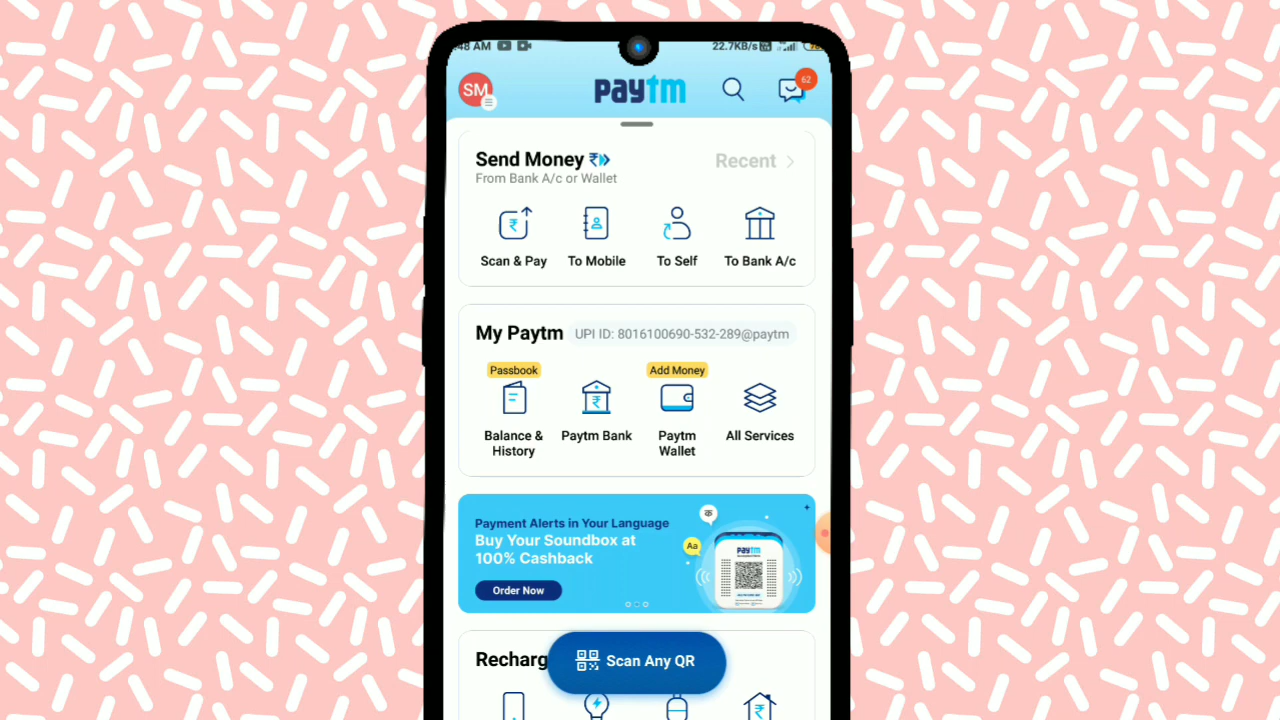 :48 AM 22.7KB/s
SM paytm 62
Send Money
Recent
From Bank A/c or Wallet
Scan & Pay To Mobile To Self To Bank A/c
My Paytm UPI ID: 8016100690-532-289@paytm
Passbook Add Money
Balance & History Paytm Bank Paytm Wallet All Services
Payment Alerts in Your Language
Buy Your Soundbox at
100% Cashback
Order Now
क
Aa
paytm
Recharg
Scan Any QR